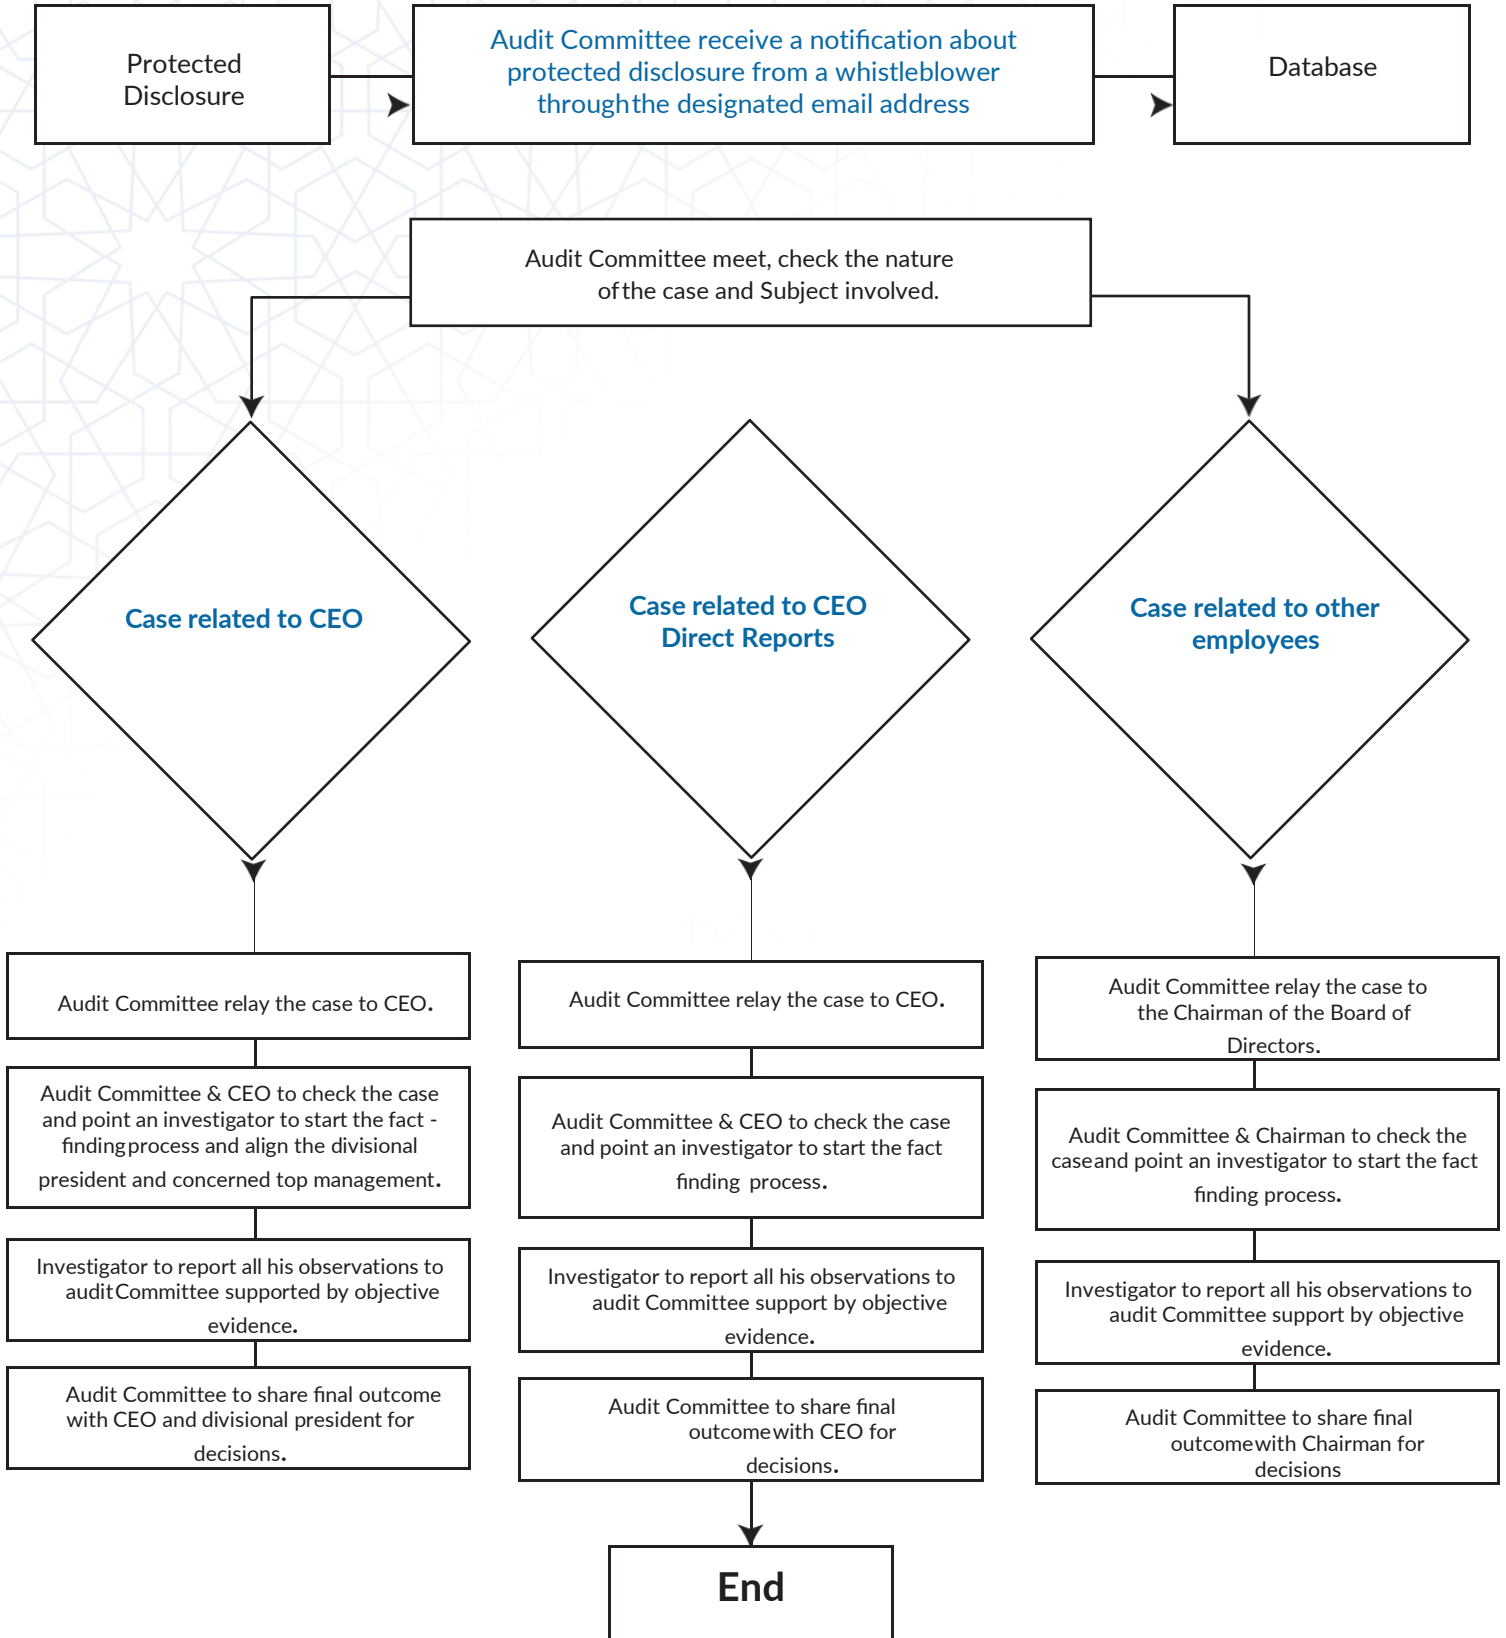 Protected
Disclosure
Audit Committee receive a notification about
protected disclosure from a whistleblower
through the designated email address
Database
Audit Committee meet, check the nature
of the case and Subject involved.
Case related to CEO
Case related to CEO
Direct Reports
Case related to other
employees
Audit Committee relay the case to CEO.
Audit Committee & CEO to check the case
and point an investigator to start the fact -
finding process and align the divisional
president and concerned top management.
Investigator to report all his observations to
audit Committee supported by objective
evidence.
Audit Committee to share final outcome
with CEO and divisional president for
decisions.
Audit Committee relay the case to CEO.
Audit Committee & CEO to check the case
and point an investigator to start the fact
finding process.
Investigator to report all his observations to
audit Committee support by objective
evidence.
Audit Committee to share final
outcome with CEO for
decisions.
Audit Committee relay the case to
the Chairman of the Board of
Directors.
Audit Committee & Chairman to check the
case and point an investigator to start the fact
finding process.
Investigator to report all his observations to
audit Committee support by objective
evidence.
Audit Committee to share final
outcome with Chairman for
decisions
End